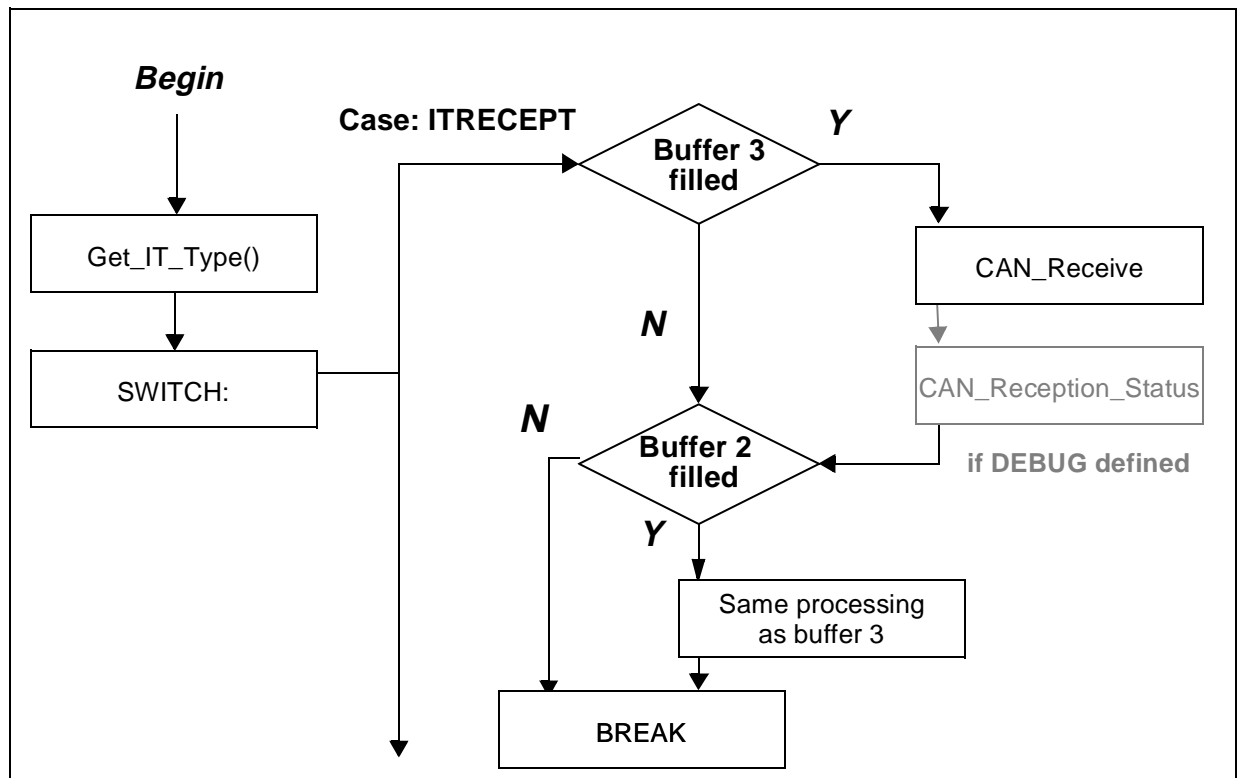 Begin
Get_IT_Type()
SWITCH:
Case: ITRECEPT
Buffer 3
filled
Y
CAN_Receive
CAN_Reception_Status
if DEBUG defined
N
Buffer 2
filled
N
Y
Same processing
as buffer 3
BREAK